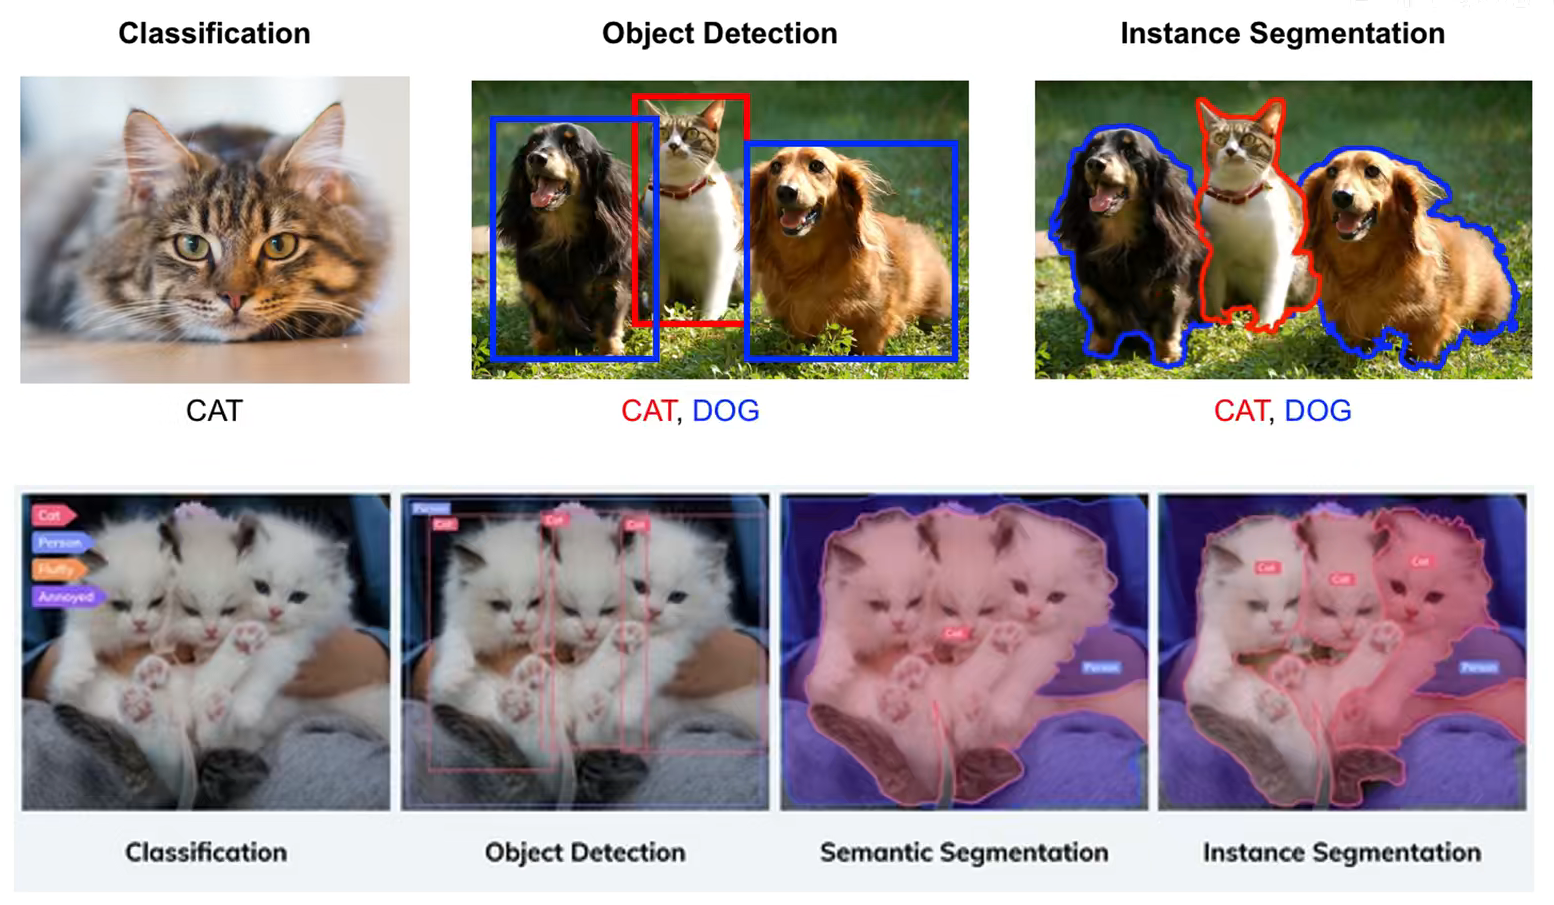 Classification
Object Detection
Instance Segmentation
CAT
CAT, DOG
CAT, DOG
Cat
Person
Fluffy
Annoyed
Person
Cat
Cat
Cat
Cat
Person
Cat
Cat
Cat
Person
Classification
Object Detection
Semantic Segmentation
Instance Segmentation